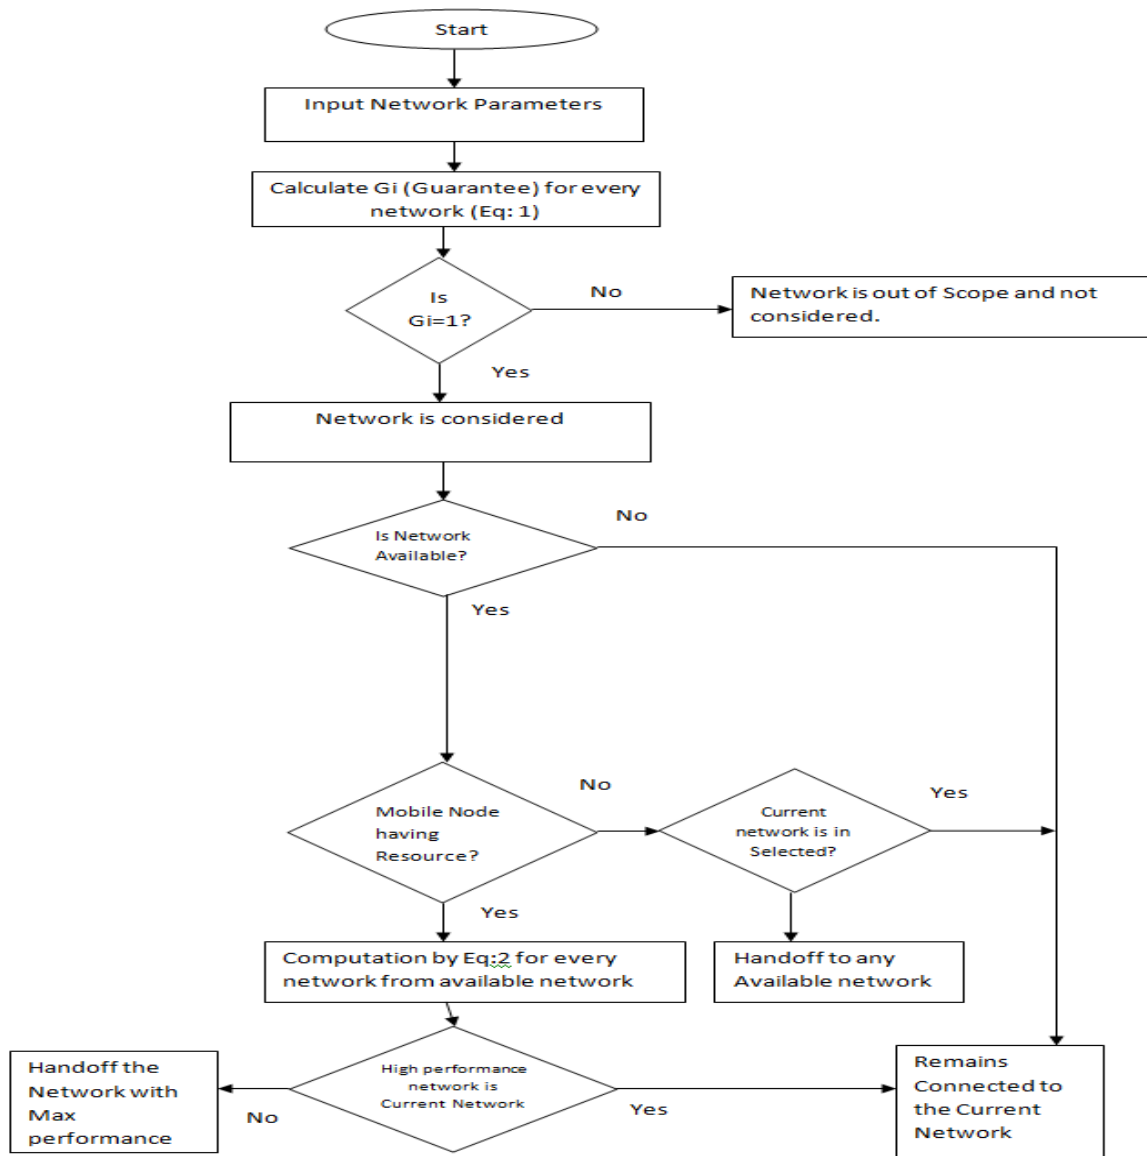 Start
Input Network Parameters
Calculate Gi (Guarantee) for every
network (Eq: 1)
Is
Gi=1?
No
Network is out of Scope and not
considered.
Yes
Network is considered
Is Network
Available?
No
Yes
Mobile Node
having
Resource?
No
Current
network is in
Selected?
Yes
Yes
Computation by Eq:2 for every
network from available network
Handoff to any
Available network
High performance
network is
Current Network
Handoff the
Network with
Max
performance
No
Yes
Remains
Connected to
the Current
Network